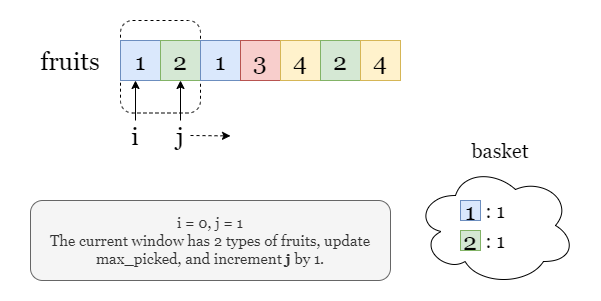 fruits 1 2 1 3 4 2 4
i j
basket
1 : 1
2 : 1
i = 0, j = 1
The current window has 2 types of fruits, update
max_picked, and increment j by 1.